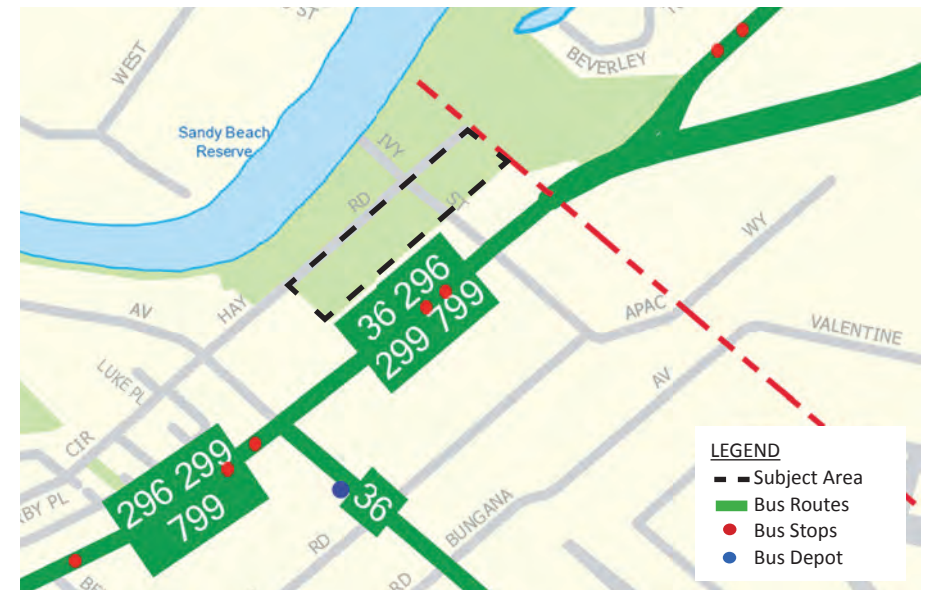 WEST
ST
BEVERLEY
Sandy Beach
Reserve
IVY
RD
ST
WY
36 296
299 799
APAC
AV
HAY
VALENTINE
LUKE PL
AV
CIR
296 299
799
36
BUNGANA
RD
RD
LEGEND
Subject Area
Bus Routes
Bus Stops
Bus Depot